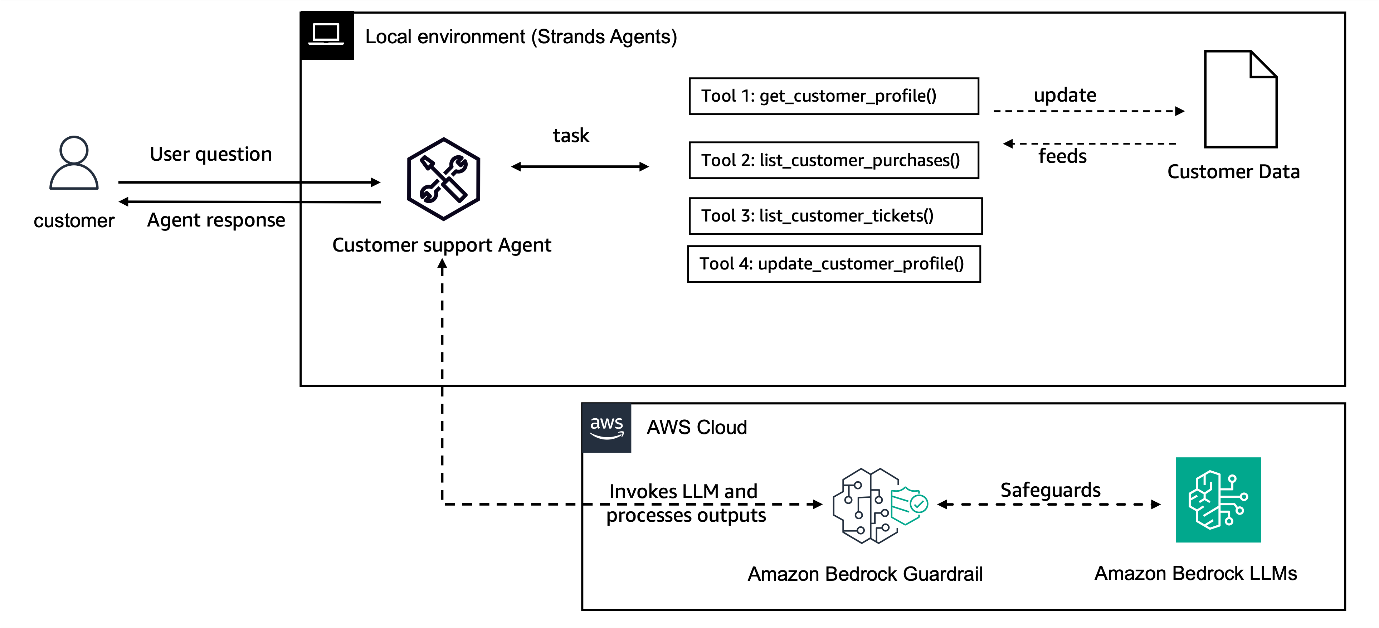 Local environment (Strands Agents)
Tool 1: get_customer_profile()
update
User question
task
Tool 2: list_customer_purchases()
feeds
Customer Data
customer
Agent response
Tool 3: list_customer_tickets()
Customer support Agent
Tool 4: update_customer_profile()
aws
AWS Cloud
Invokes LLM and
processes outputs
Safeguards
Amazon Bedrock Guardrail
Amazon Bedrock LLMs